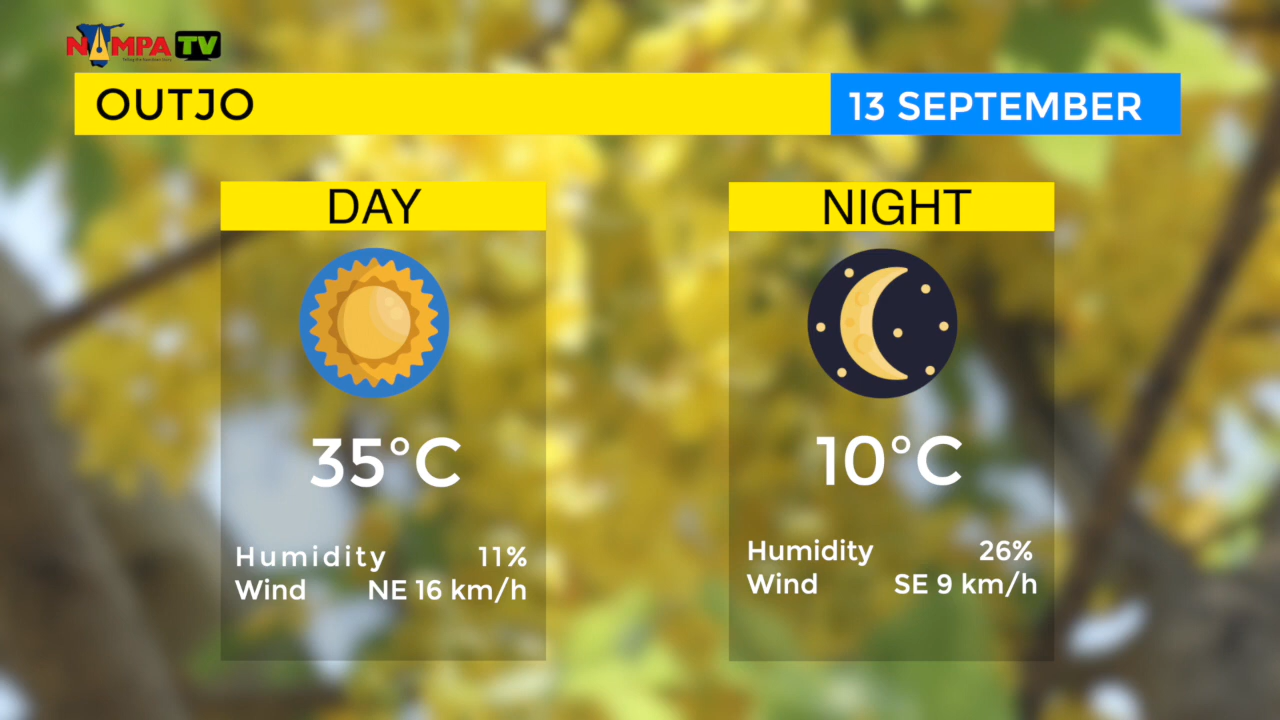 NAMPA TV
OUTJO
13 SEPTEMBER
DAY
35°C
Humidity 11%
Wind NE 16 km/h
NIGHT
10°C
Humidity 26%
Wind SE 9 km/h